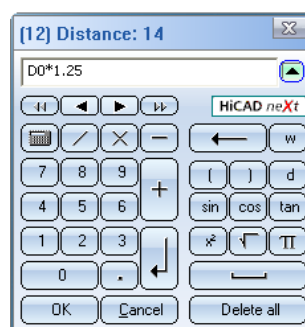 (12) Distance: 14
D0*1.25
HiCAD neXt
w
7 8 9 + ( ) d
4 5 6 sin cos tan
1 2 3 x² √ π
0 .
OK Cancel Delete all